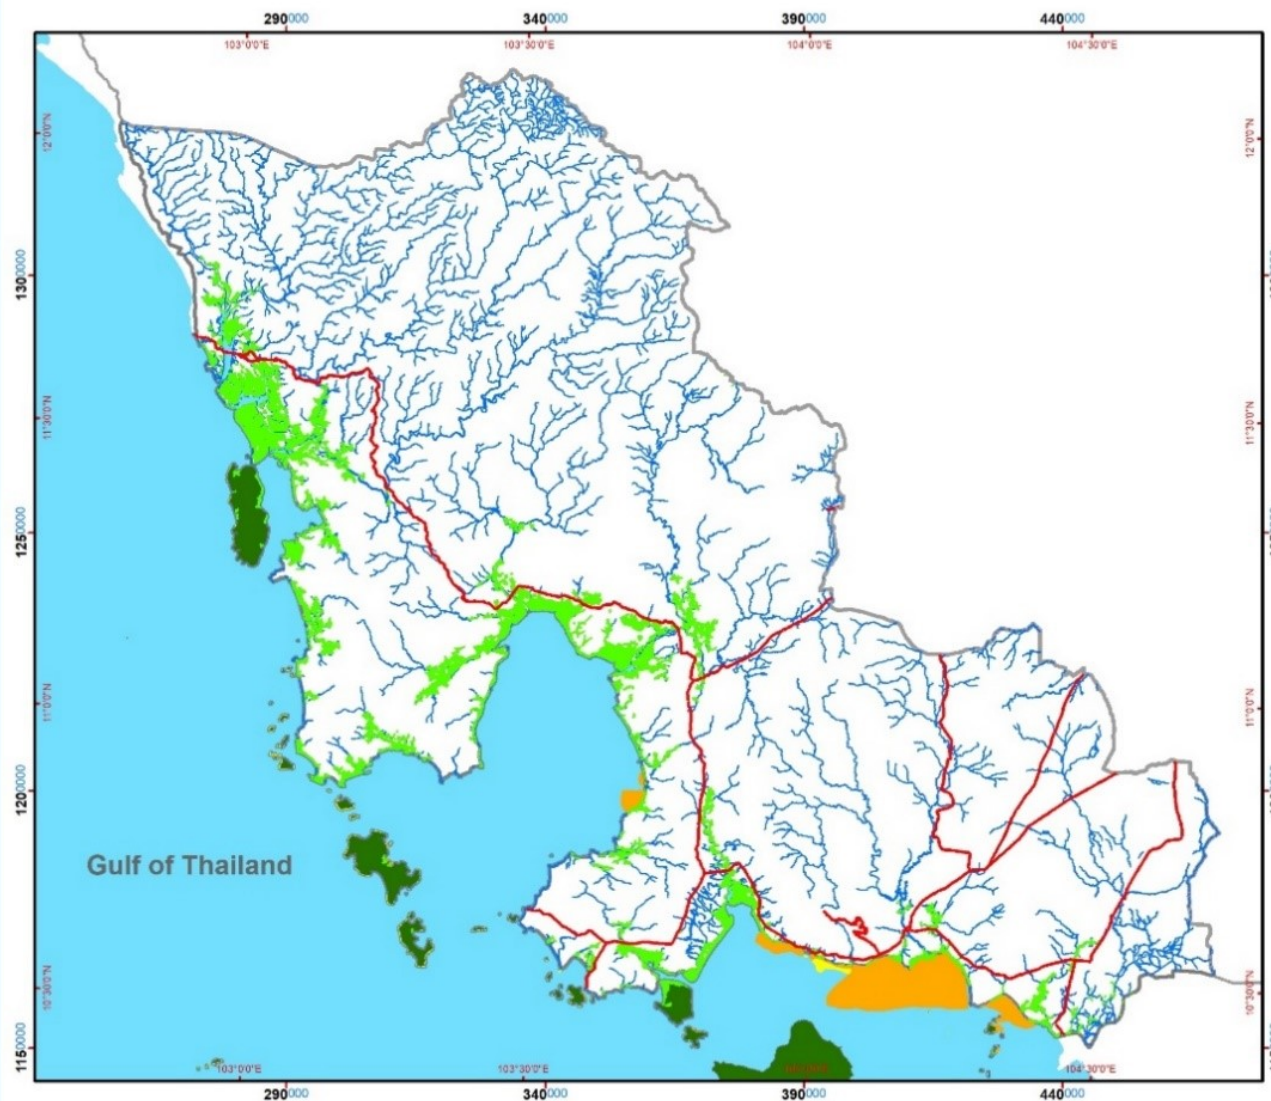 290000 340000 390000 440000
103°0'0"E 103°30'0"E 104°0'0"E 104°30'0"E
12°0'0"N 12°0'0"N
1300000
11°30'0"N 11°30'0"N
1250000
11°0'0"N 11°0'0"N
1200000
Gulf of Thailand
10°30'0"N 10°30'0"N
1150000
103°0'0"E 103°30'0"E 104°30'0"E
290000 340000 390000 440000